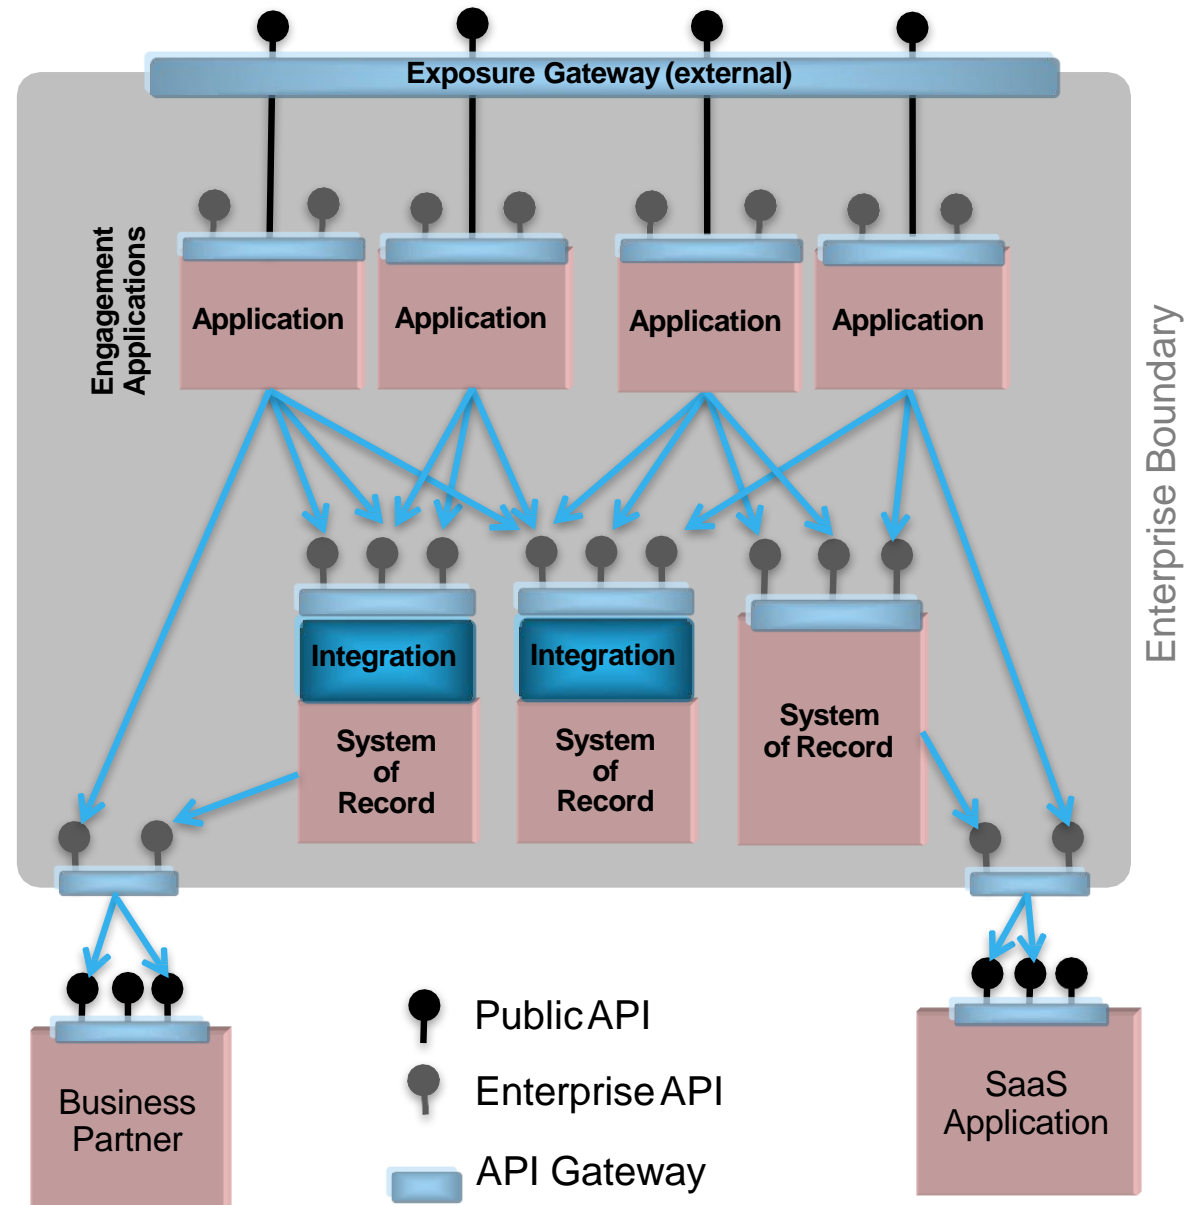 Exposure Gateway (external)
Engagement
Applications
Application
Application
Application
Application
Enterprise Boundary
Integration
Integration
System
of
Record
System
of
Record
System
of Record
Business
Partner
SaaS
Application
Public API
Enterprise API
API Gateway